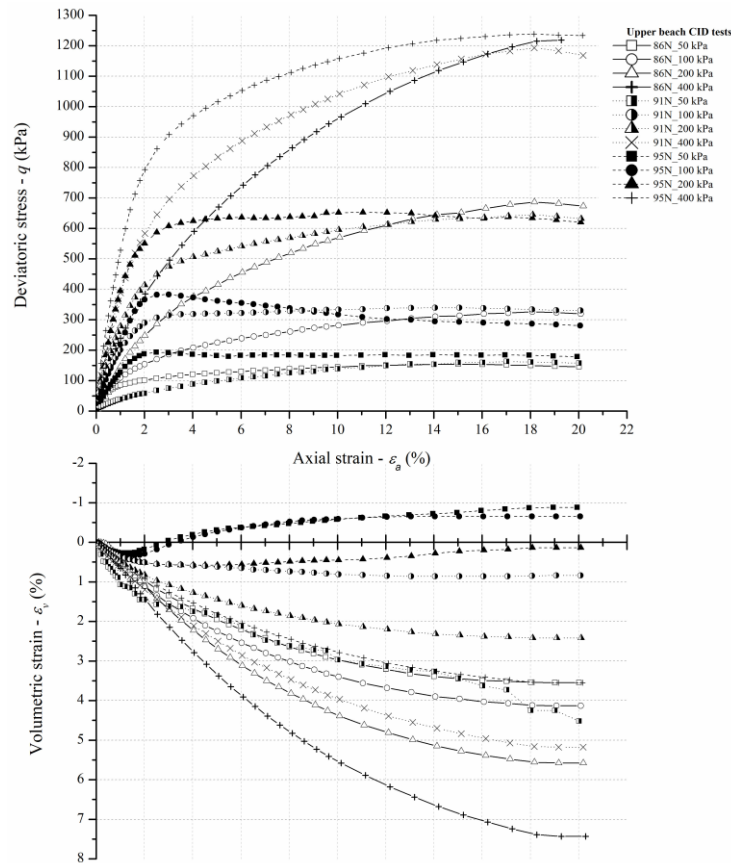 Upper beach CID tests
86N_50 kPa
86N_100 kPa
86N_200 kPa
86N_400 kPa
91N_50 kPa
91N_100 kPa
91N_200 kPa
91N_400 kPa
95N_50 kPa
95N_100 kPa
95N_200 kPa
95N_400 kPa
Deviatoric stress - q (kPa)
1300
1200
1100
1000
900
800
700
600
500
400
300
200
100
0
0 2 4 6 8 10 12 14 16 18 20 22
Axial strain - εa (%)
Volumetric strain - εv (%)
-2
-1
0
1
2
3
4
5
6
7
8